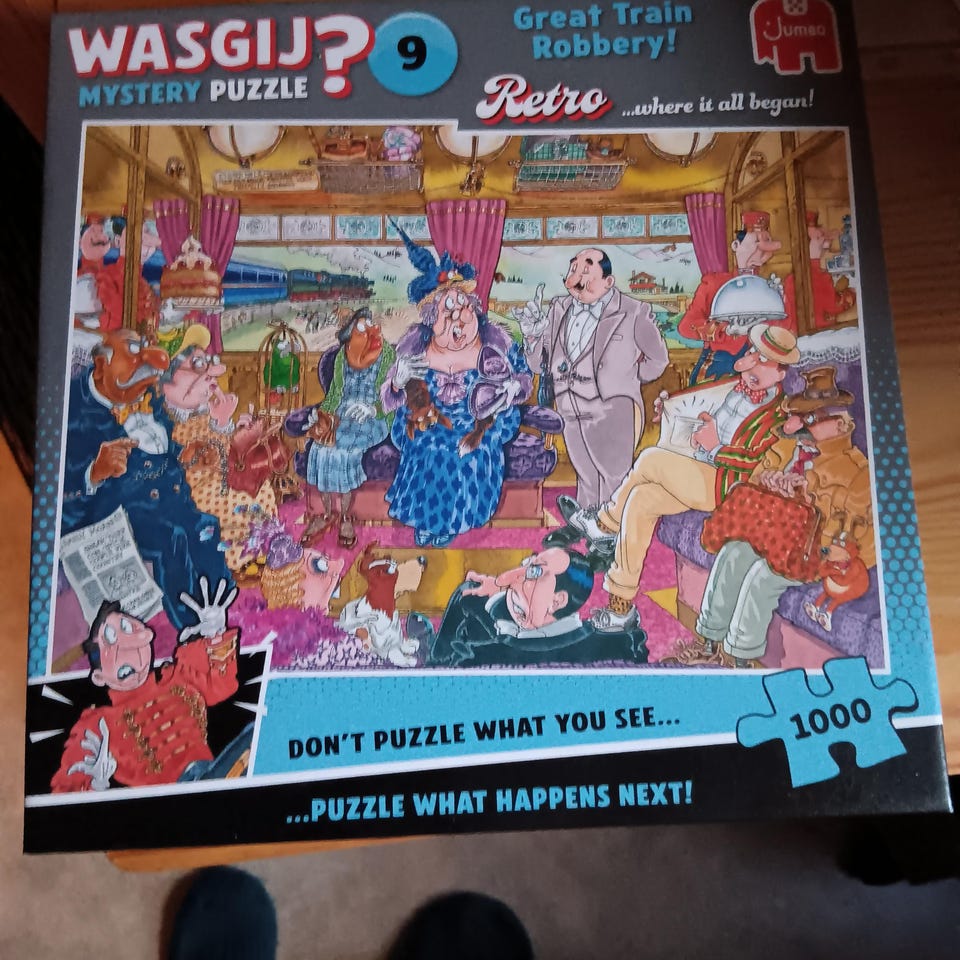 WASGIJ?
MYSTERY PUZZLE
9
Great Train
Robbery!
Jumbo
Retro ...where it all began!
DON'T PUZZLE WHAT YOU SEE...
1000
...PUZZLE WHAT HAPPENS NEXT!